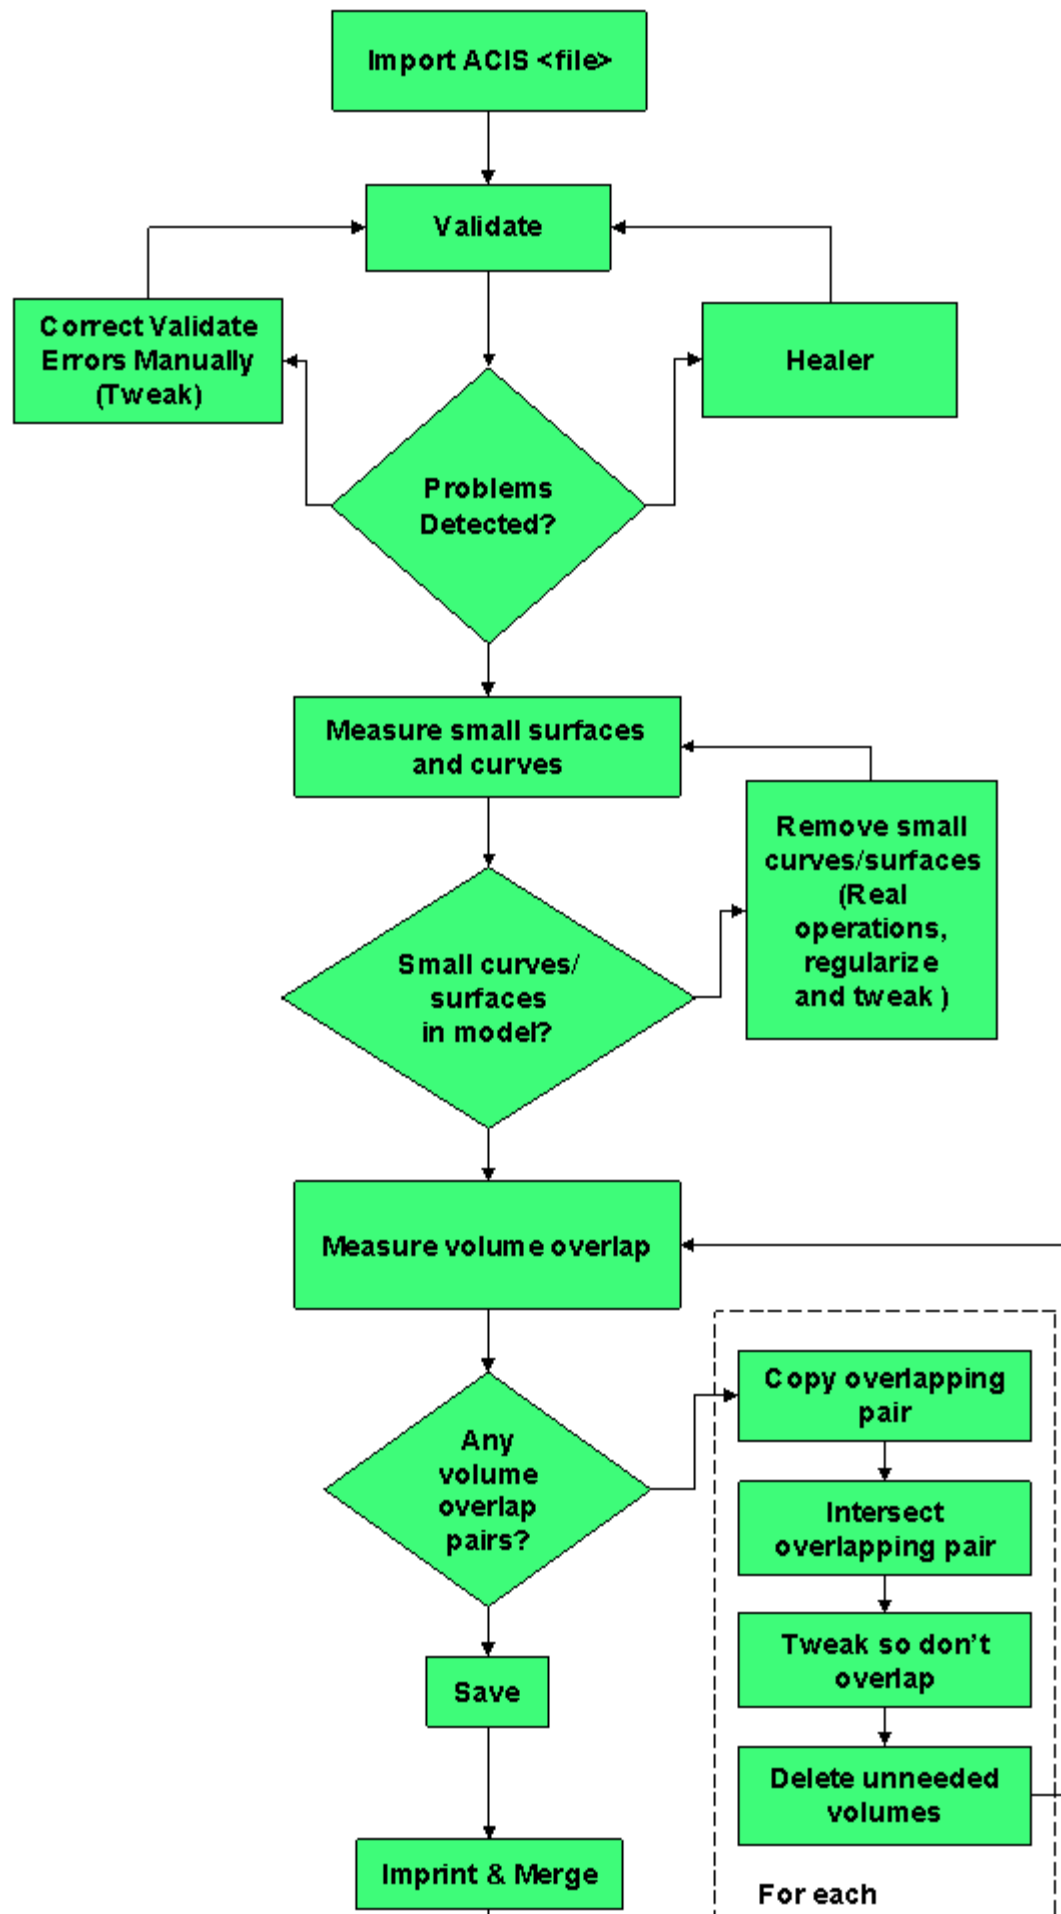 Import ACIS <file>
Validate
Correct Validate
Errors Manually
(Tweak)
Healer
Problems
Detected?
Measure small surfaces
and curves
Remove small
curves/surfaces
(Real
operations,
regularize
and tweak )
Small curves/
surfaces
in model?
Measure volume overlap
Copy overlapping
pair
Any
volume
overlap
pairs?
Intersect
overlapping pair
Tweak so don't
overlap
Save
Delete unneeded
volumes
Imprint & Merge
For each